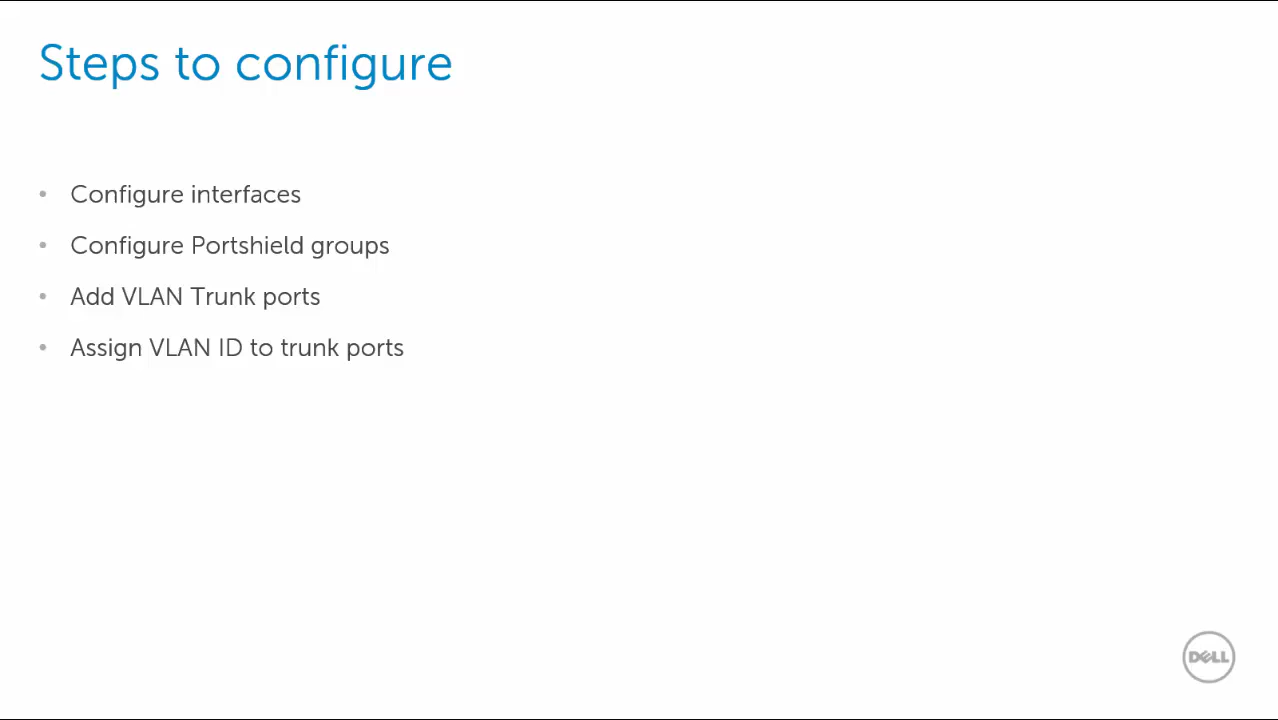 Steps to configure
• Configure interfaces
• Configure Portshield groups
• Add VLAN Trunk ports
• Assign VLAN ID to trunk ports
DELL